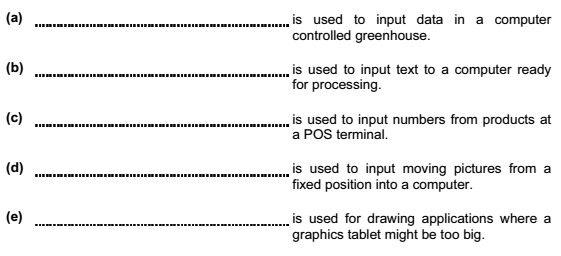 (a) ........................................ is used to input data in a computer
controlled greenhouse.
(b) ........................................ is used to input text to a computer ready
for processing.
(c) ........................................ is used to input numbers from products at
a POS terminal.
(d) ........................................ is used to input moving pictures from a
fixed position into a computer.
(e) ........................................ is used for drawing applications where a
graphics tablet might be too big.